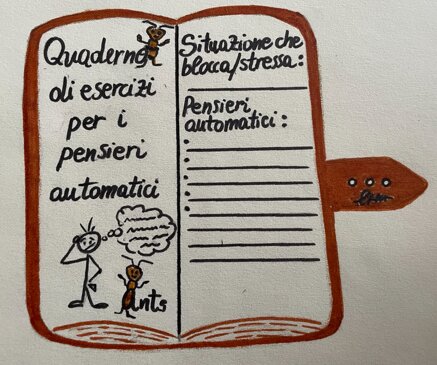 Quaderno
di esercizi
per i
pensieri
automatici
Ants
Situazione che
blocca/stressa:
Pensieri
automatici: